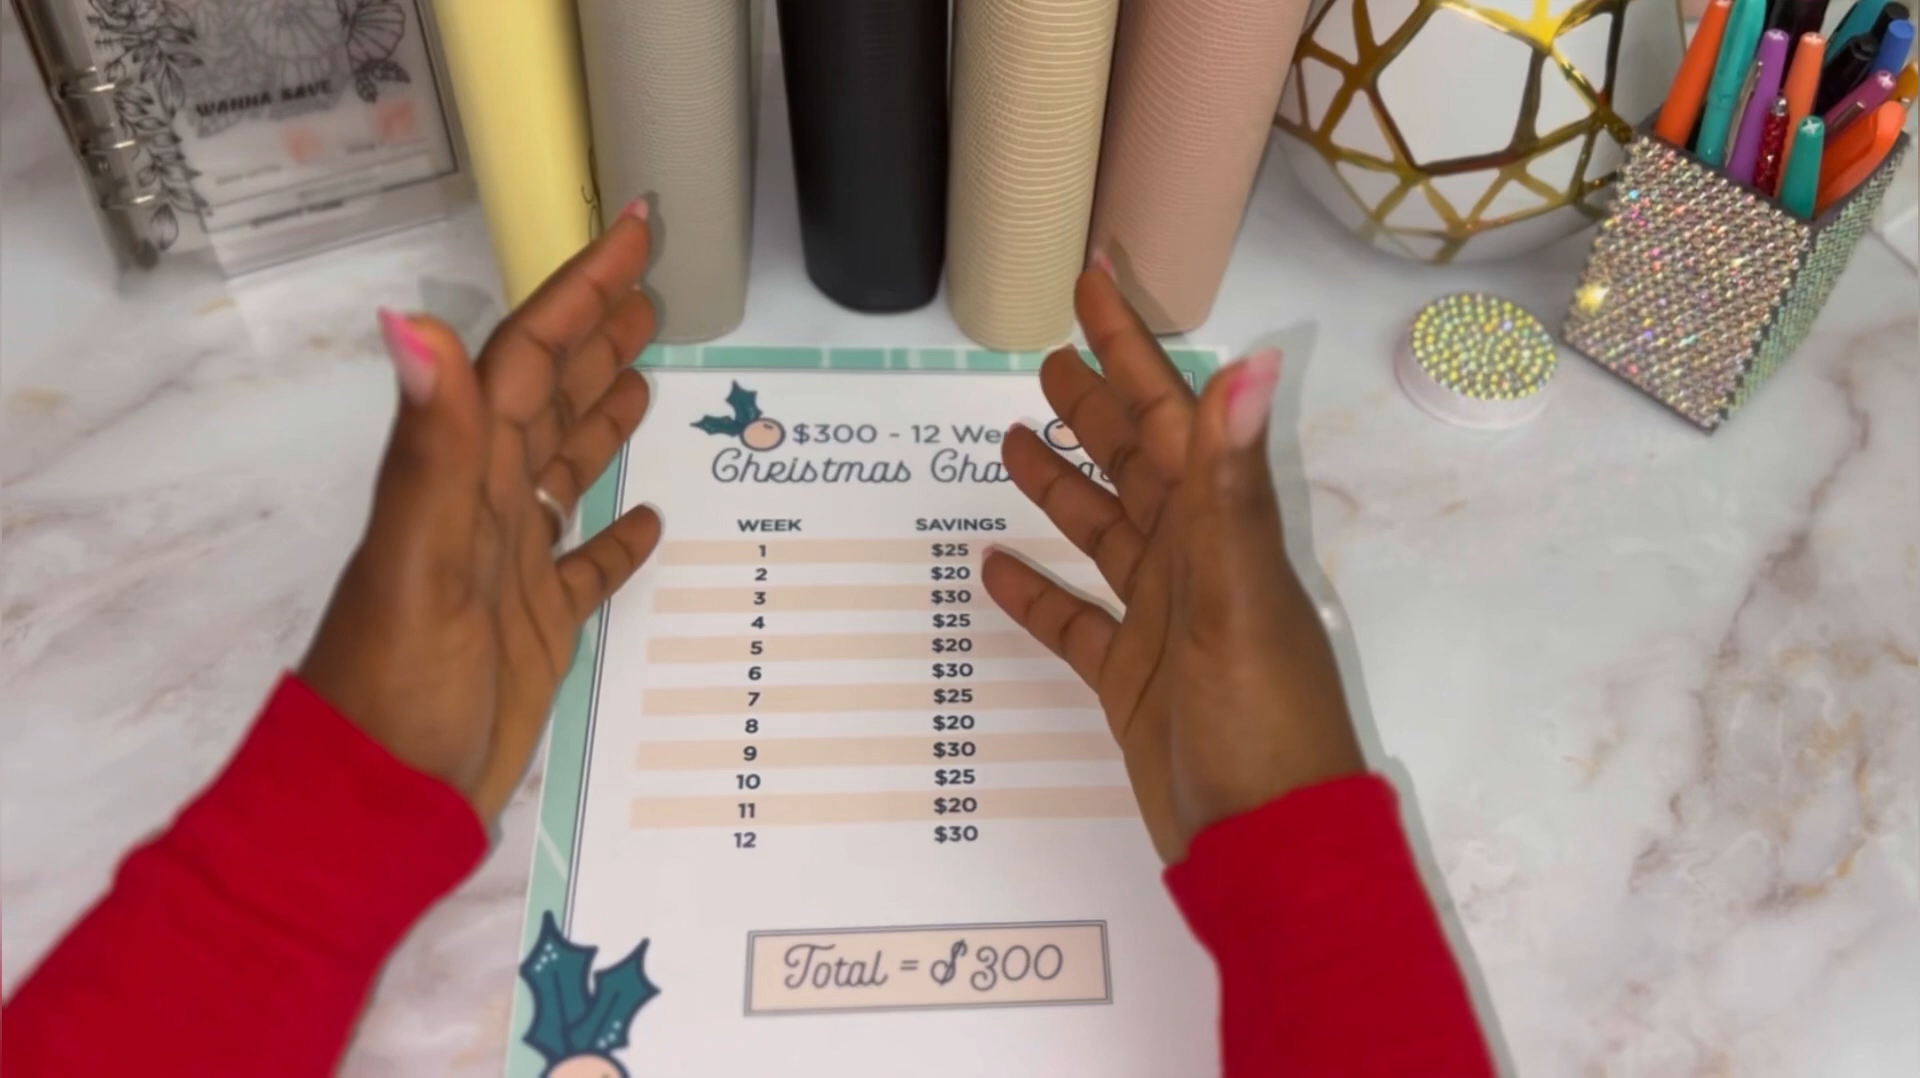 WANNA SAVE
$300 - 12 We
Christmas Cha
WEEK SAVINGS
1 $25
2 $20
3 $30
4 $25
5 $20
6 $30
7 $25
8 $20
9 $30
10 $25
11 $20
12 $30
Total = $300